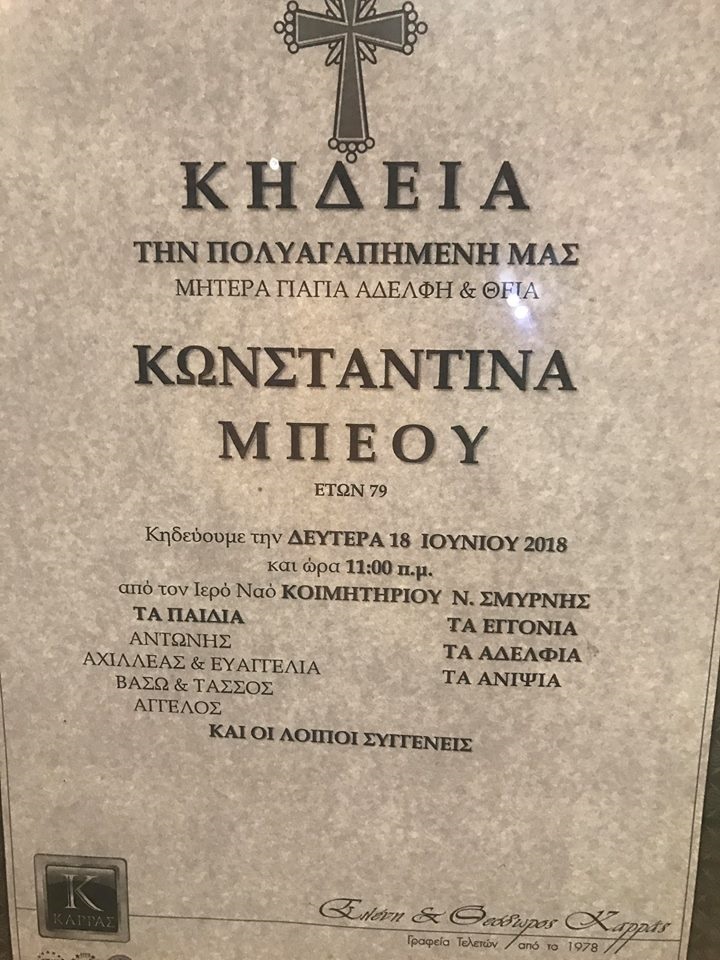 ΚΗΔΕΙΑ
ΤΗΝ ΠΟΛΥΑΓΑΠΗΜΕΝΗ ΜΑΣ
ΜΗΤΕΡΑ ΓΙΑΓΙΑ ΑΔΕΛΦΗ & ΘΕΙΑ
ΚΩΝΣΤΑΝΤΙΝΑ
ΜΠΕΟΥ
ΕΤΩΝ 79
Κηδεύουμε την ΔΕΥΤΕΡΑ 18 ΙΟΥΝΙΟΥ 2018
και ώρα 11:00 π.μ.
από τον Ιερό Ναό ΚΟΙΜΗΤΗΡΙΟΥ Ν. ΣΜΥΡΝΗΣ
ΤΑ ΠΑΙΔΙΑ
ΑΝΤΩΝΗΣ
ΑΧΙΛΛΕΑΣ & ΕΥΑΓΓΕΛΙΑ
ΒΑΣΩ & ΤΑΣΣΟΣ
ΑΓΓΕΛΟΣ
ΤΑ ΕΓΓΟΝΙΑ
ΤΑ ΑΔΕΛΦΙΑ
ΤΑ ΑΝΙΨΙΑ
ΚΑΙ ΟΙ ΛΟΙΠΟΙ ΣΥΓΓΕΝΕΙΣ
Κ
ΚΑΡΡΑΣ
Ελένη & Θεόδωρος Καρράς
Γραφεία Τελετών από το 1978